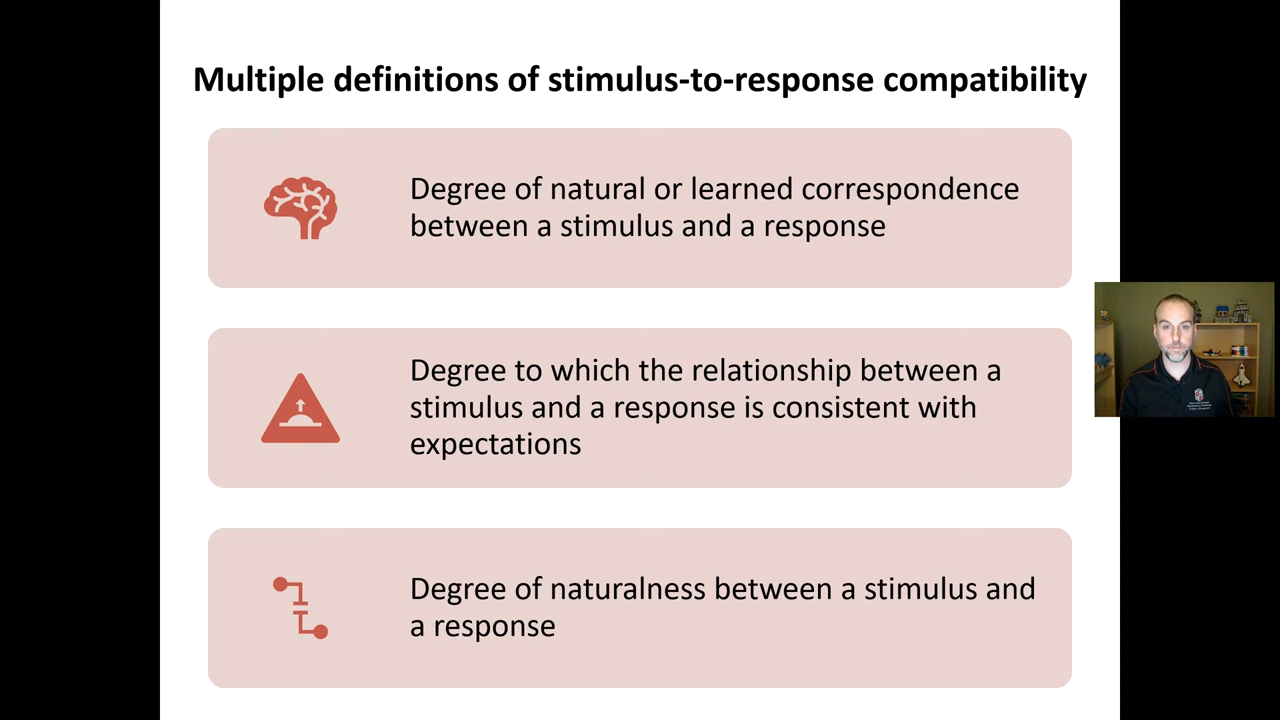 Multiple definitions of stimulus-to-response compatibility
Degree of natural or learned correspondence
between a stimulus and a response
Degree to which the relationship between a
stimulus and a response is consistent with
expectations
Degree of naturalness between a stimulus and
a response